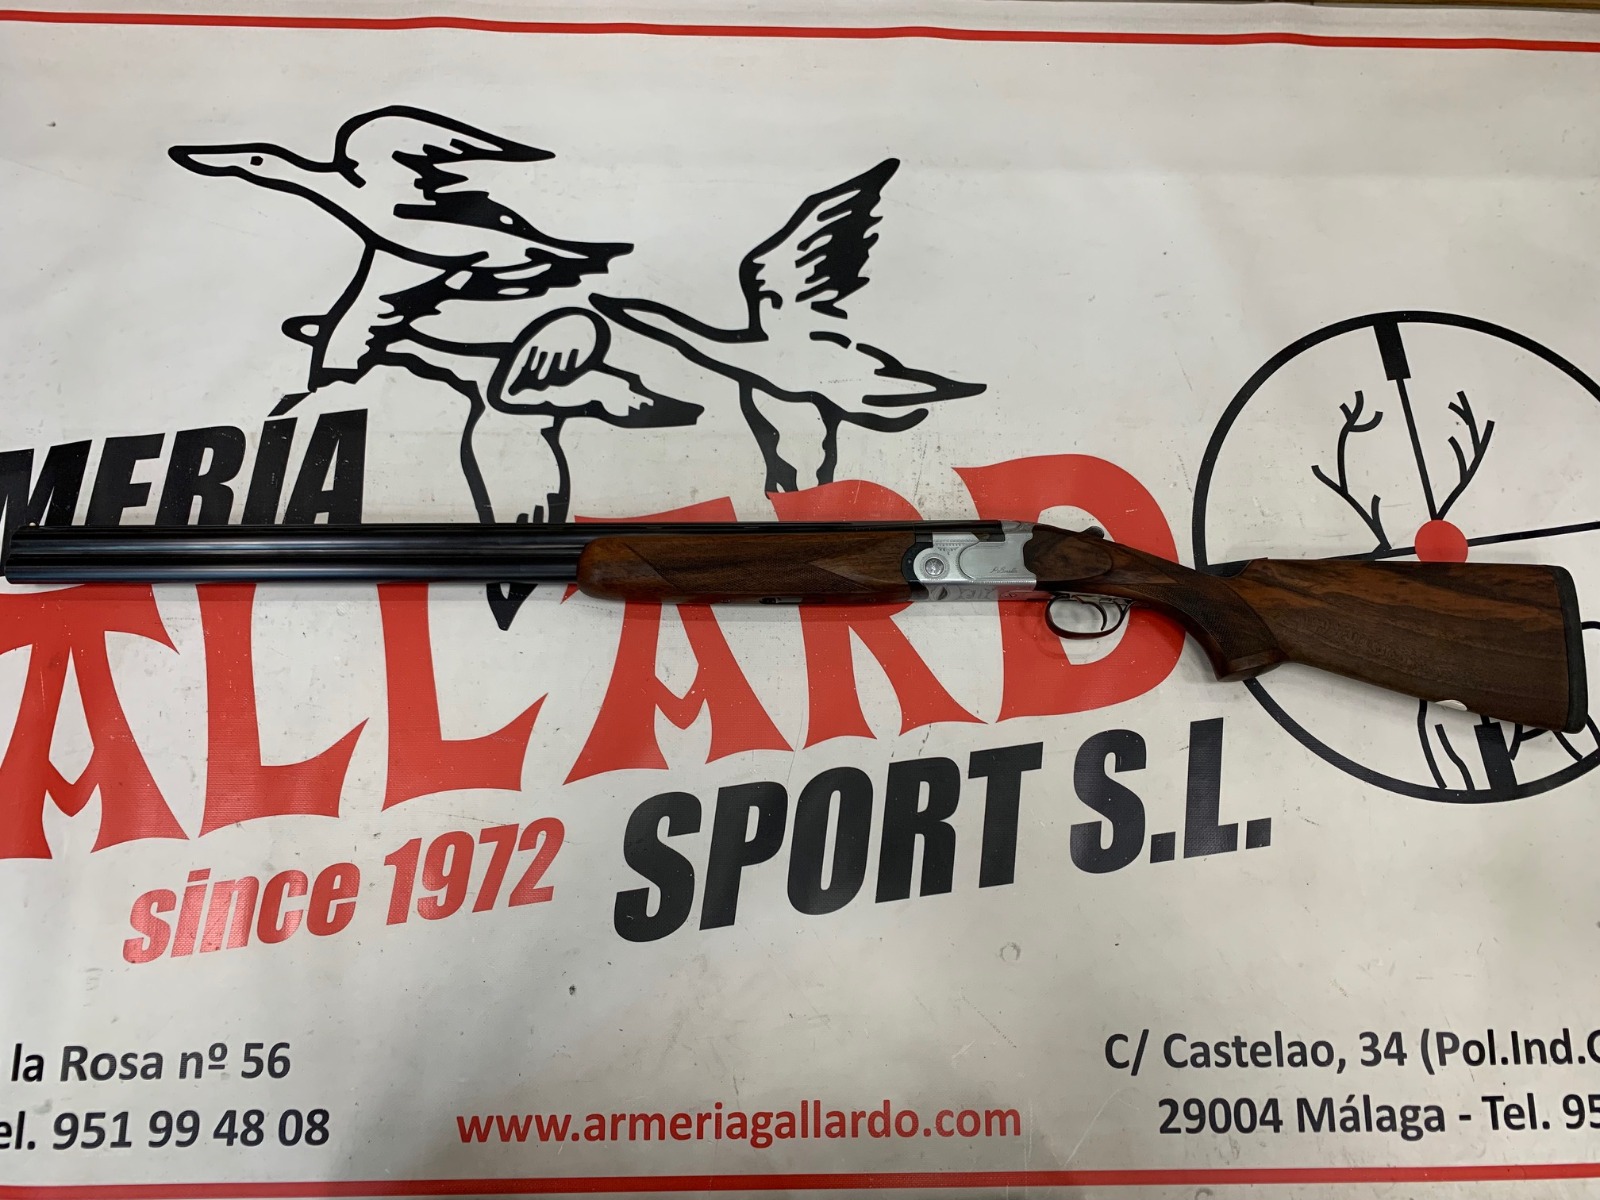 MERÍA
ALLARD
SPORT S.L.
since 1972
la Rosa nº 56
el. 951 99 48 08
www.armeriagallardo.com
C/ Castelao, 34 (Pol.Ind.G
29004 Málaga - Tel. 95